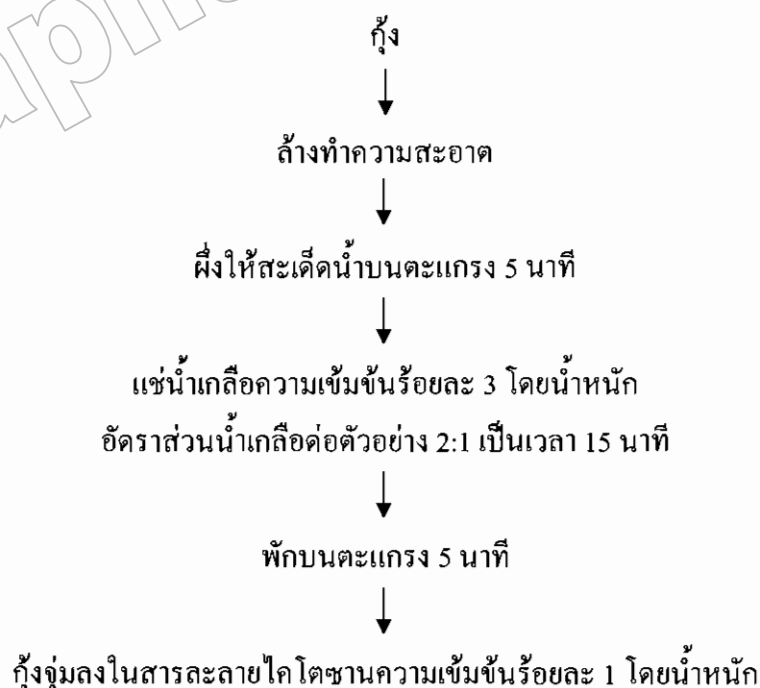 กุ้ง
ล้างทำความสะอาด
ผึ่งให้สะเด็ดน้ำบนตะแกรง 5 นาที
แช่น้ำเกลือความเข้มข้นร้อยละ 3 โดยน้ำหนัก
อัตราส่วนน้ำเกลือต่อตัวอย่าง 2:1 เป็นเวลา 15 นาที
พักบนตะแกรง 5 นาที
กุ้งจุ่มลงในสารละลายไคโตซานความเข้มข้นร้อยละ 1 โดยน้ำหนัก